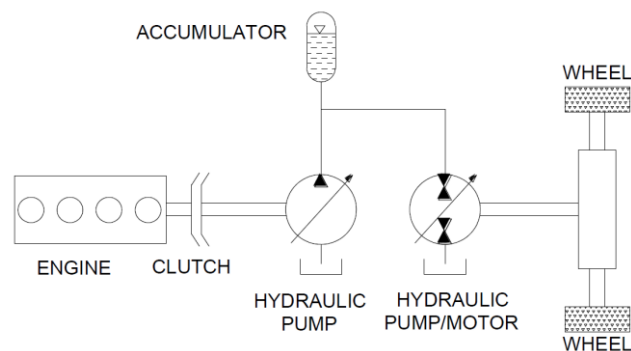 ACCUMULATOR
WHEEL
ENGINE
CLUTCH
HYDRAULIC
PUMP
HYDRAULIC
PUMP/MOTOR
WHEEL